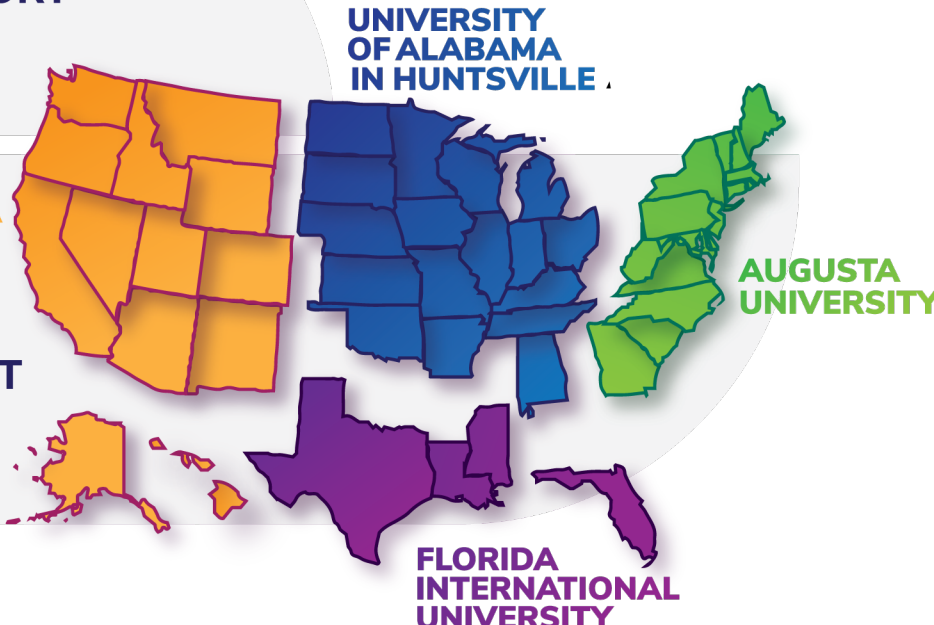 UNIVERSITY
OF ALABAMA
IN HUNTSVILLE
AUGUSTA
UNIVERSITY
T
FLORIDA
INTERNATIONAL
UNIVERSITY